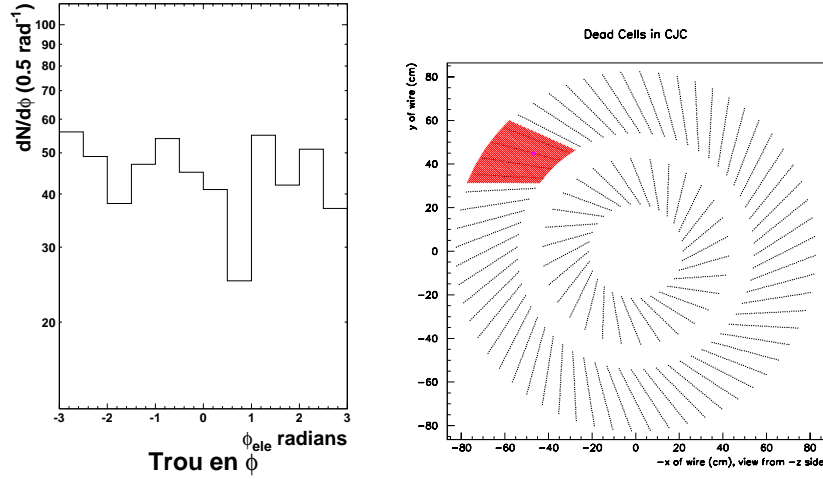 dN/dϕ (0.5 rad⁻¹)
100
90
80
70
60
50
40
30
20
-3 -2 -1 0 1 2 3
ϕele radians
Trou en ϕ
Dead Cells in CJC
y of wire (cm)
80
60
40
20
0
−20
−40
−60
−80
−80 −60 −40 −20 0 20 40 60 80
−x of wire (cm), view from −z side